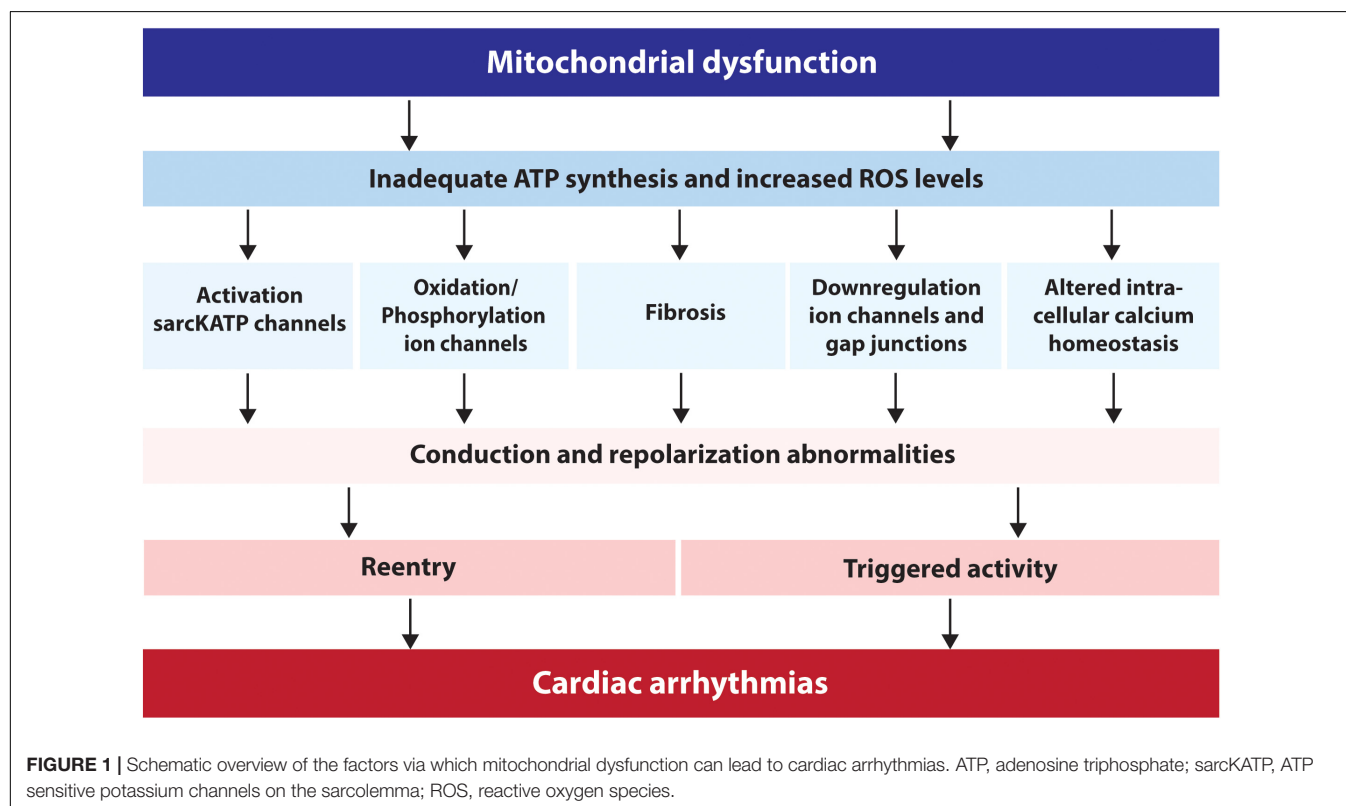 Mitochondrial dysfunction
Inadequate ATP synthesis and increased ROS levels
Activation
sarcKATP channels
Oxidation/
Phosphorylation
ion channels
Fibrosis
Downregulation
ion channels and
gap junctions
Altered intra-
cellular calcium
homeostasis
Conduction and repolarization abnormalities
Reentry
Triggered activity
Cardiac arrhythmias
FIGURE 1 | Schematic overview of the factors via which mitochondrial dysfunction can lead to cardiac arrhythmias. ATP, adenosine triphosphate; sarcKATP, ATP
sensitive potassium channels on the sarcolemma; ROS, reactive oxygen species.